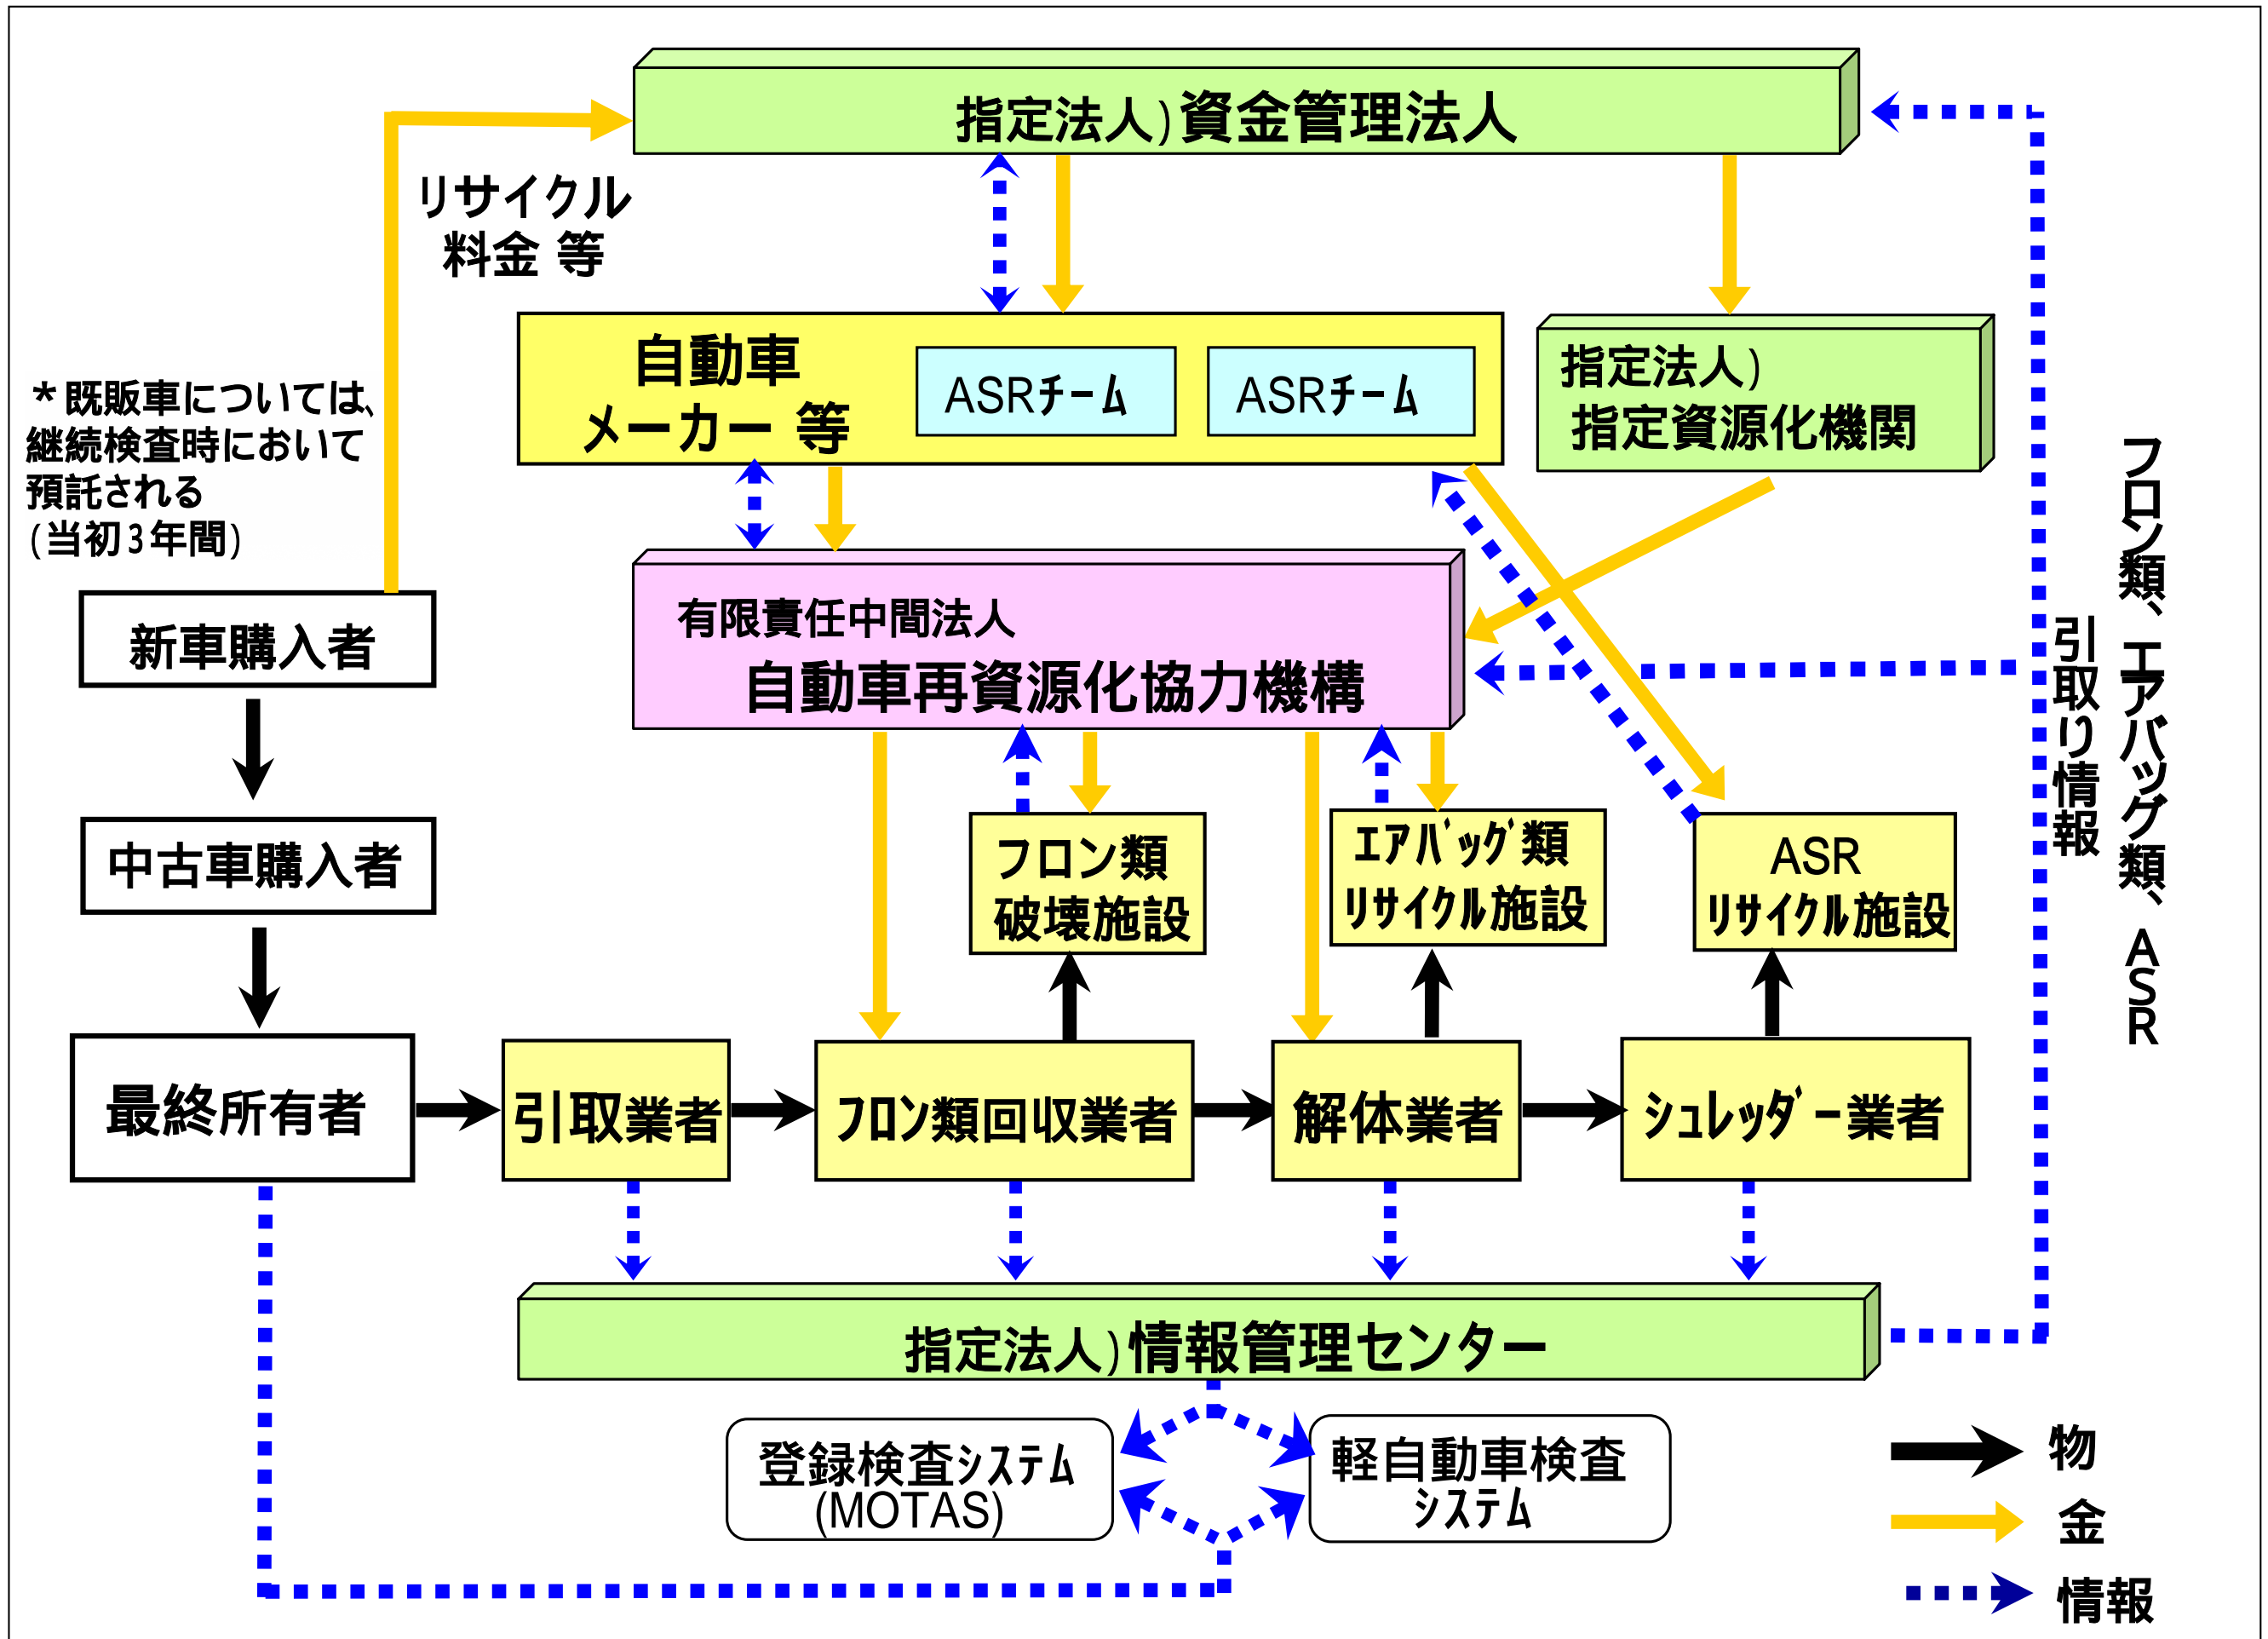 指定法人)資金管理法人
リサイクル
料金 等
自動車
メーカー 等
ASRﾁｰﾑ
ASRﾁｰﾑ
指定法人)
指定資源化機関
＊既販車については、
継続検査時において
預託される
(当初3年間)
有限責任中間法人
自動車再資源化協力機構
新車購入者
中古車購入者
フロン類
破壊施設
ｴｱﾊﾞｯｸﾞ類
ﾘｻｲｸﾙ施設
ASR
ﾘｻｲｸﾙ施設
フロン類、エアバッグ類、ASR
引取り情報
最終所有者
引取業者
ﾌﾛﾝ類回収業者
解体業者
ｼｭﾚｯﾀﾞｰ業者
指定法人)情報管理センター
登録検査ｼｽﾃﾑ
(MOTAS)
軽自動車検査
ｼｽﾃﾑ
物
金
情報